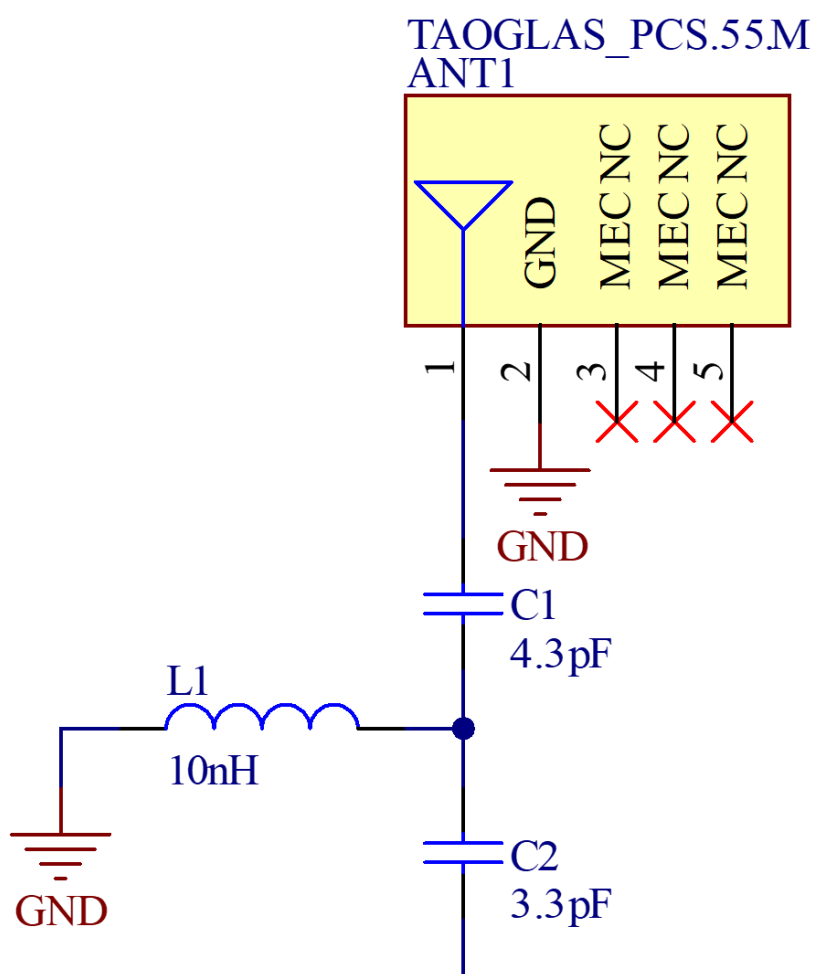 TAOGLAS_PCS.55.M
ANT1
GND
MEC NC
MEC NC
MEC NC
1
2
3
4
5
GND
C1
4.3pF
L1
10nH
C2
3.3pF
GND